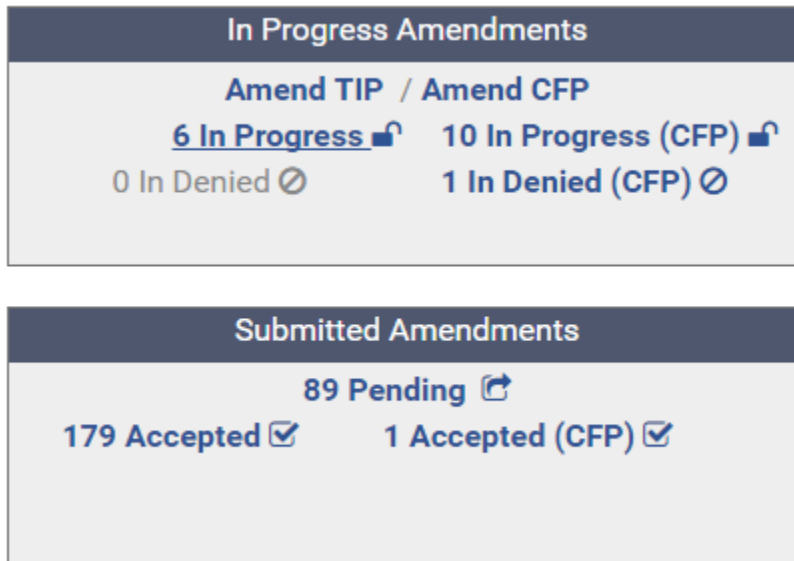 In Progress Amendments
Amend TIP / Amend CFP
6 In Progress 10 In Progress (CFP)
0 In Denied 1 In Denied (CFP)
Submitted Amendments
89 Pending
179 Accepted 1 Accepted (CFP)